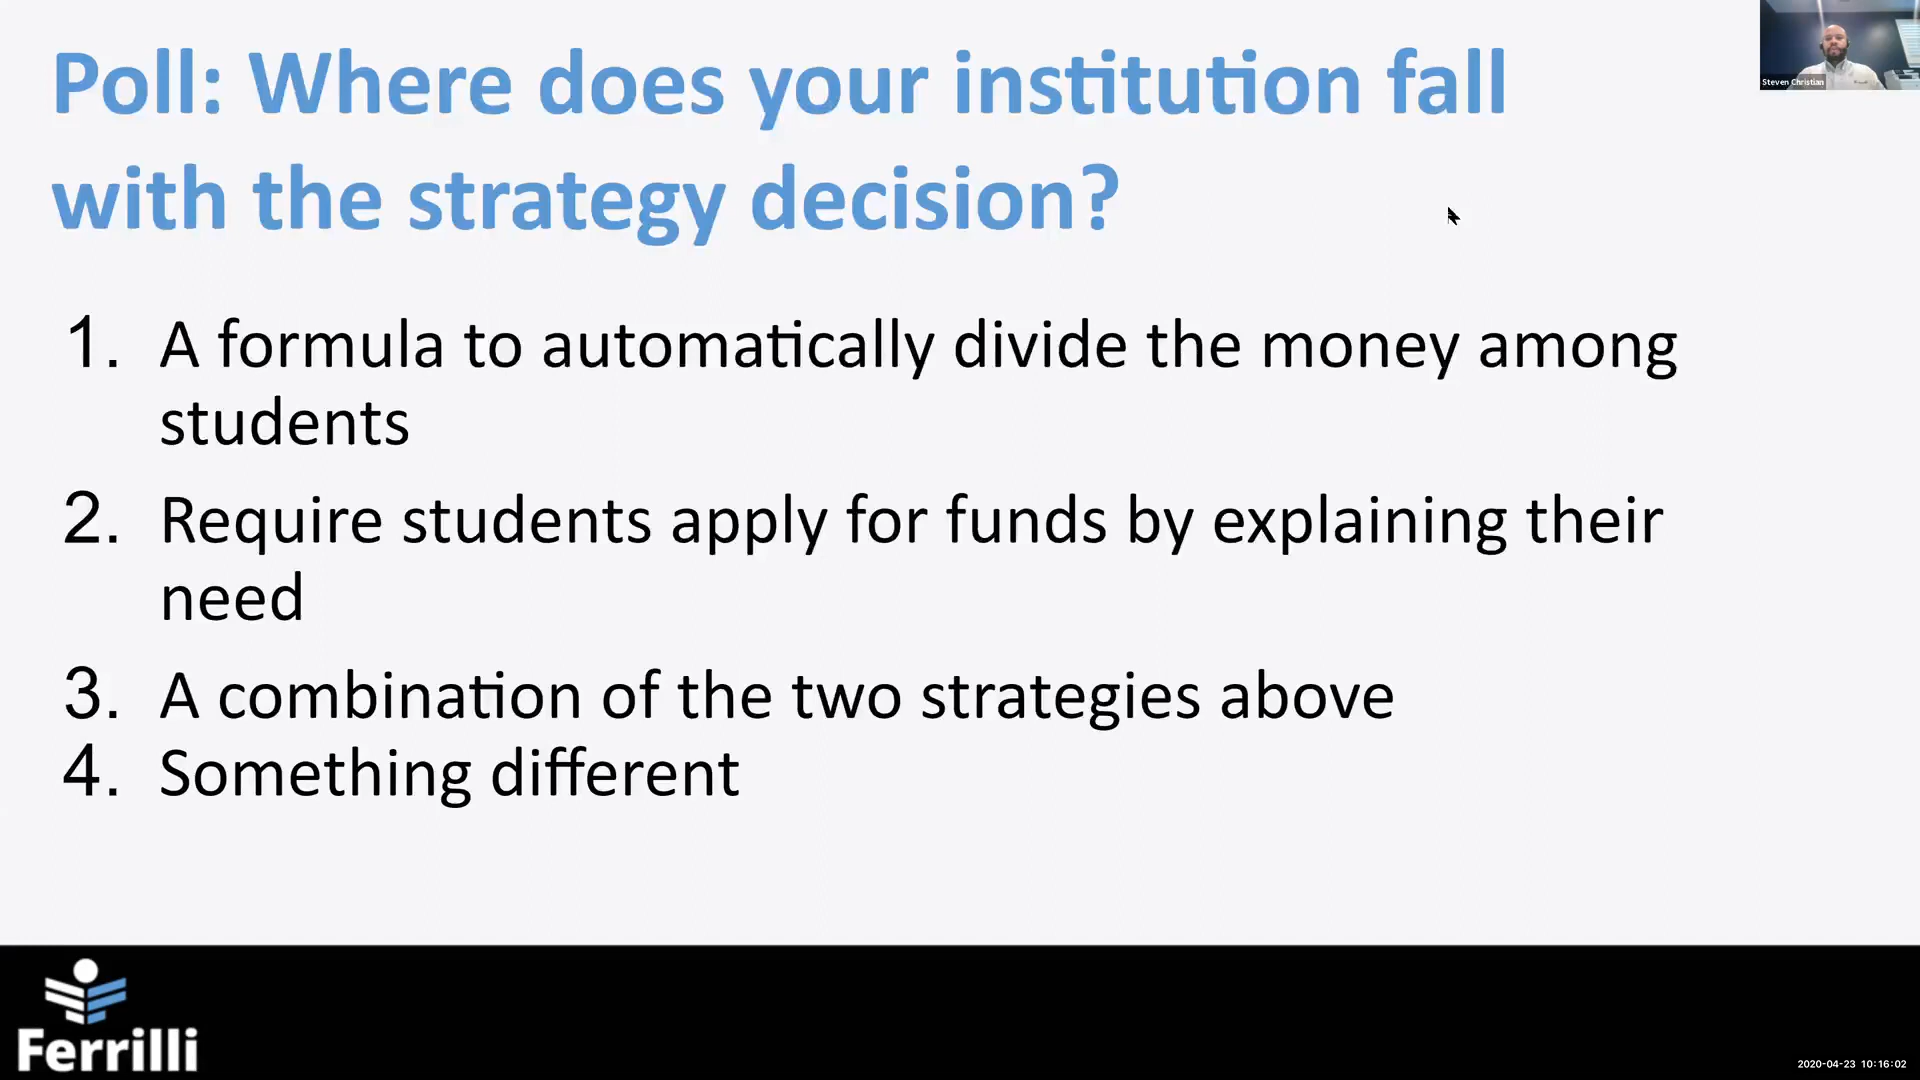 Poll: Where does your institution fall
with the strategy decision?
Steven Christian
1. A formula to automatically divide the money among
students
2. Require students apply for funds by explaining their
need
3. A combination of the two strategies above
4. Something different
Ferrilli
2020-04-23 10:16:02